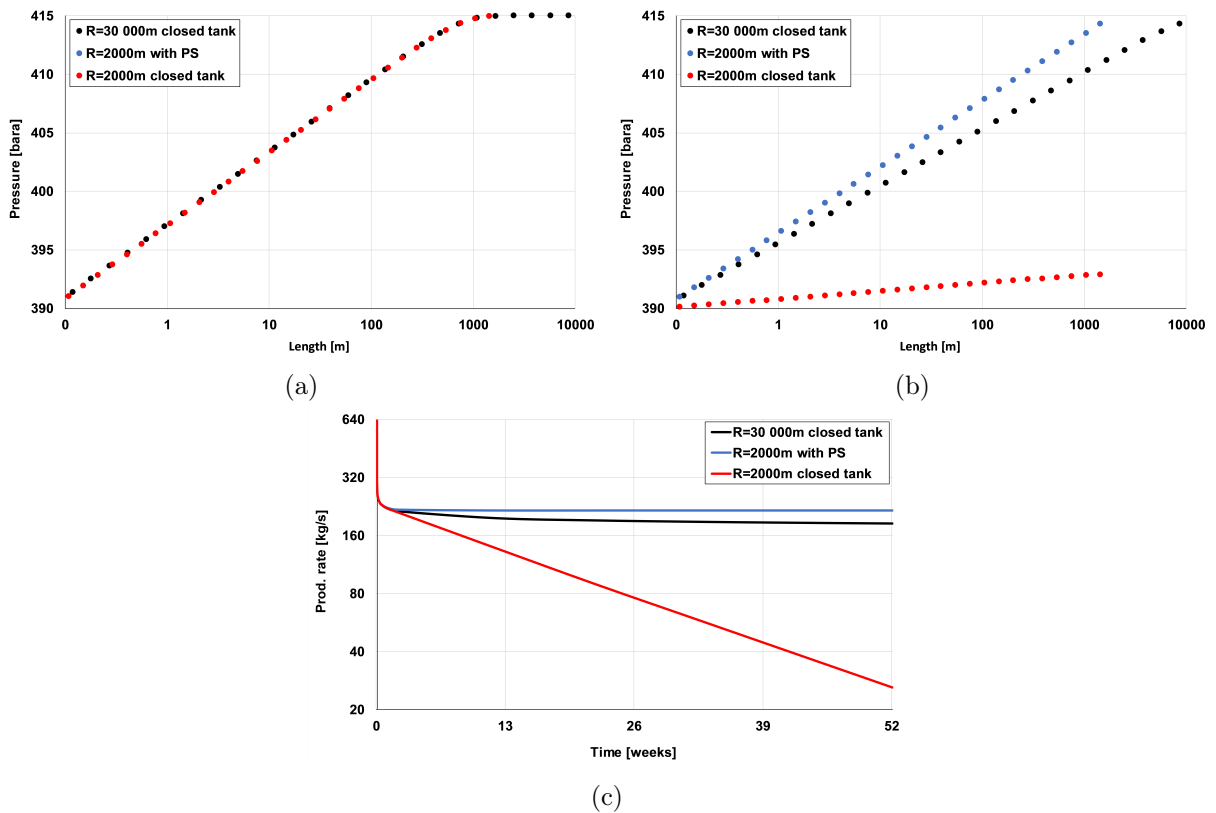 R=30 000m closed tank
R=2000m with PS
R=2000m closed tank
Pressure [bara]
415
410
405
400
395
390
0 1 10 100 1000 10000
Length [m]
(a)
R=30 000m closed tank
R=2000m with PS
R=2000m closed tank
Pressure [bara]
415
410
405
400
395
390
0 1 10 100 1000 10000
Length [m]
(b)
R=30 000m closed tank
R=2000m with PS
R=2000m closed tank
Prod. rate [kg/s]
640
320
160
80
40
20
0 13 26 39 52
Time [weeks]
(c)